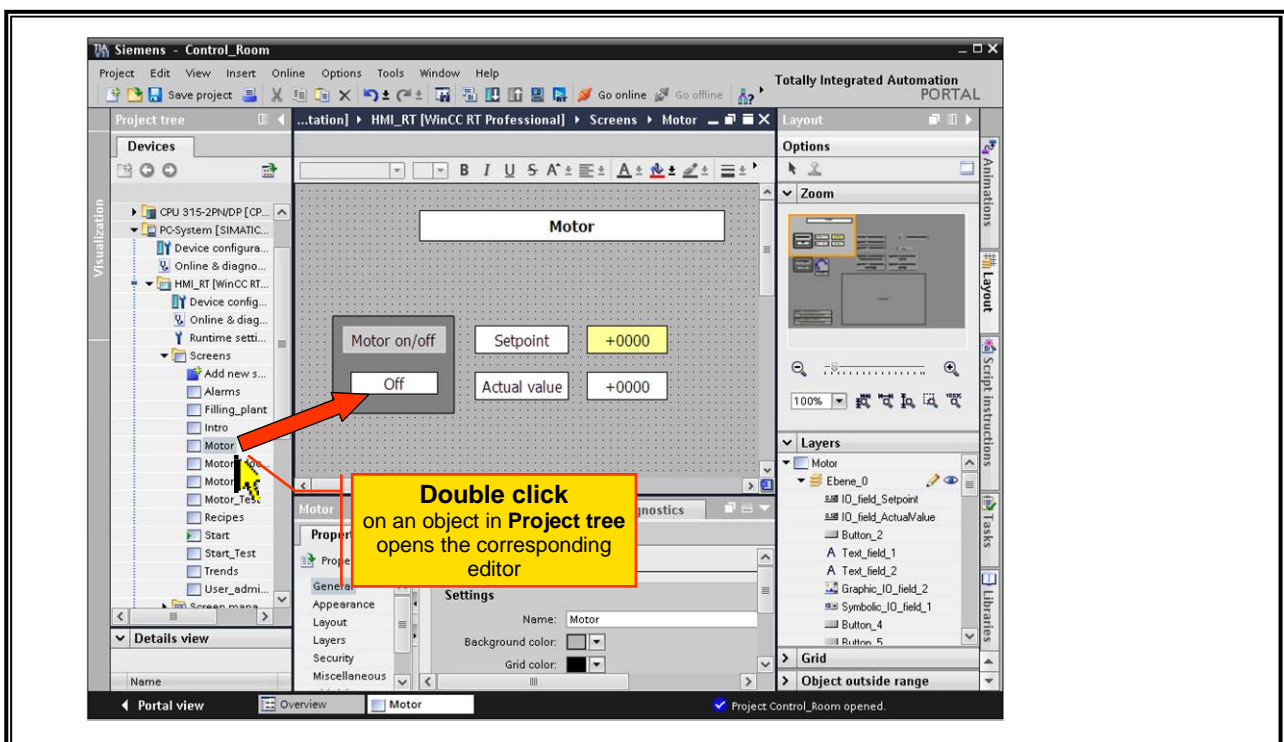 Siemens - Control_Room
Project Edit View Insert Online Options Tools Window Help
Totally Integrated Automation
PORTAL
Save project
Go online
Go offline
Project tree
...tation] HMI_RT [WinCC RT Professional] Screens Motor
Layout
Devices
Options
B I U S A
Zoom
Visualization
CPU 315-2PN/DP [CP...
PC-System [SIMATIC...
Device configura...
Online & diagno...
HMI_RT [WinCC RT...
Device config...
Online & diag...
Runtime setti...
Screens
Add new s...
Alarms
Filling_plant
Intro
Motor
Motor
Motor
Motor_Test
Recipes
Start
Start_Test
Trends
User_admi...
Screen mana
Details view
Name
Motor
Motor on/off
Off
Setpoint
+0000
Actual value
+0000
Double click
on an object in Project tree
opens the corresponding
editor
Motor
gnostics
Proper
Prope
General
Appearance
Layout
Layers
Security
Miscellaneous
Settings
Name: Motor
Background color:
Grid color:
100%
Layers
Motor
Ebene_0
IO_field_Setpoint
IO_field_ActualValue
Button_2
A Text_field_1
A Text_field_2
Graphic_IO_field_2
Symbolic_IO_field_1
Button_4
Button_5
Grid
Object outside range
Animations
Layout
Script instructions
Tasks
Libraries
Portal view
Overview
Motor
Project Control_Room opened.